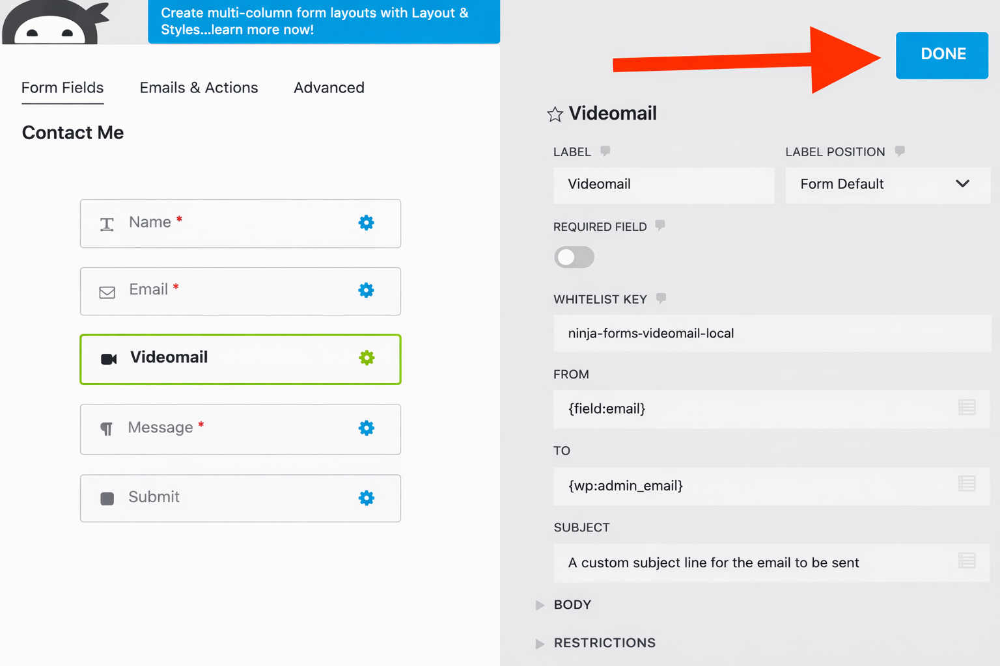 Create multi-column form layouts with Layout &
Styles...learn more now!
Form Fields
Emails & Actions
Advanced
Contact Me
Name *
Email *
Videomail
Message *
Submit
DONE
Videomail
LABEL
LABEL POSITION
Videomail
Form Default
REQUIRED FIELD
WHITELIST KEY
ninja-forms-videomail-local
FROM
{field:email}
TO
{wp:admin_email}
SUBJECT
A custom subject line for the email to be sent
BODY
RESTRICTIONS